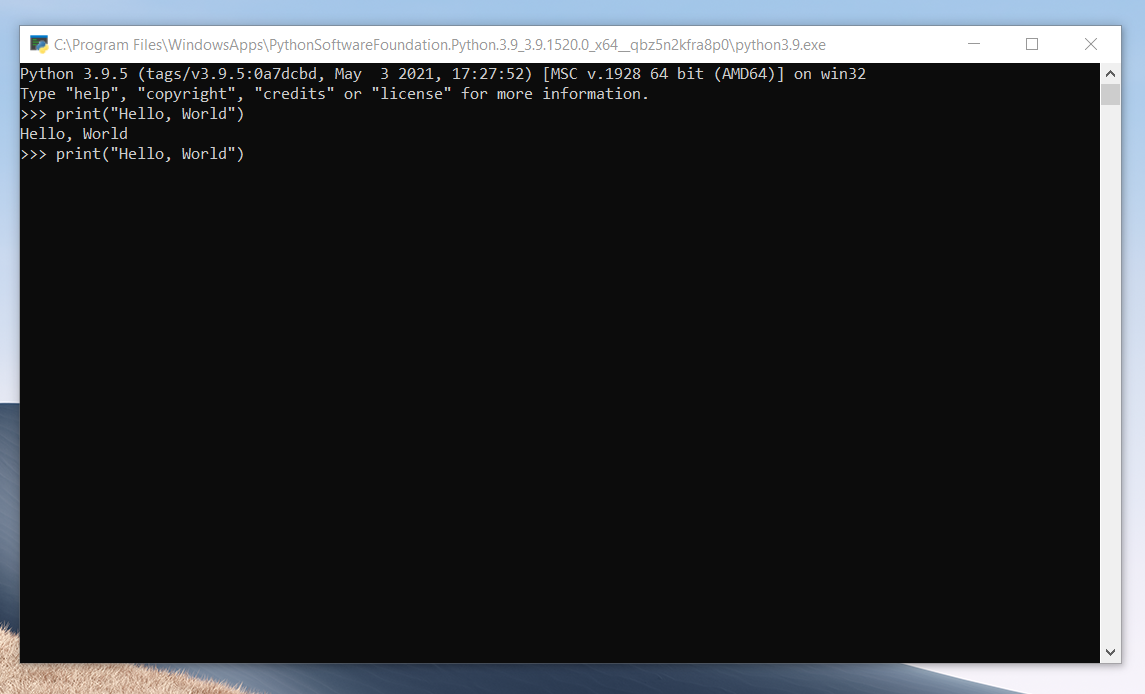 C:\Program Files\WindowsApps\PythonSoftwareFoundation.Python.3.9_3.9.1520.0_x64__qbz5n2kfra8p0\python3.9.exe
Python 3.9.5 (tags/v3.9.5:0a7dcbd, May  3 2021, 17:27:52) [MSC v.1928 64 bit (AMD64)] on win32
Type "help", "copyright", "credits" or "license" for more information.
>>> print("Hello, World")
Hello, World
>>> print("Hello, World")